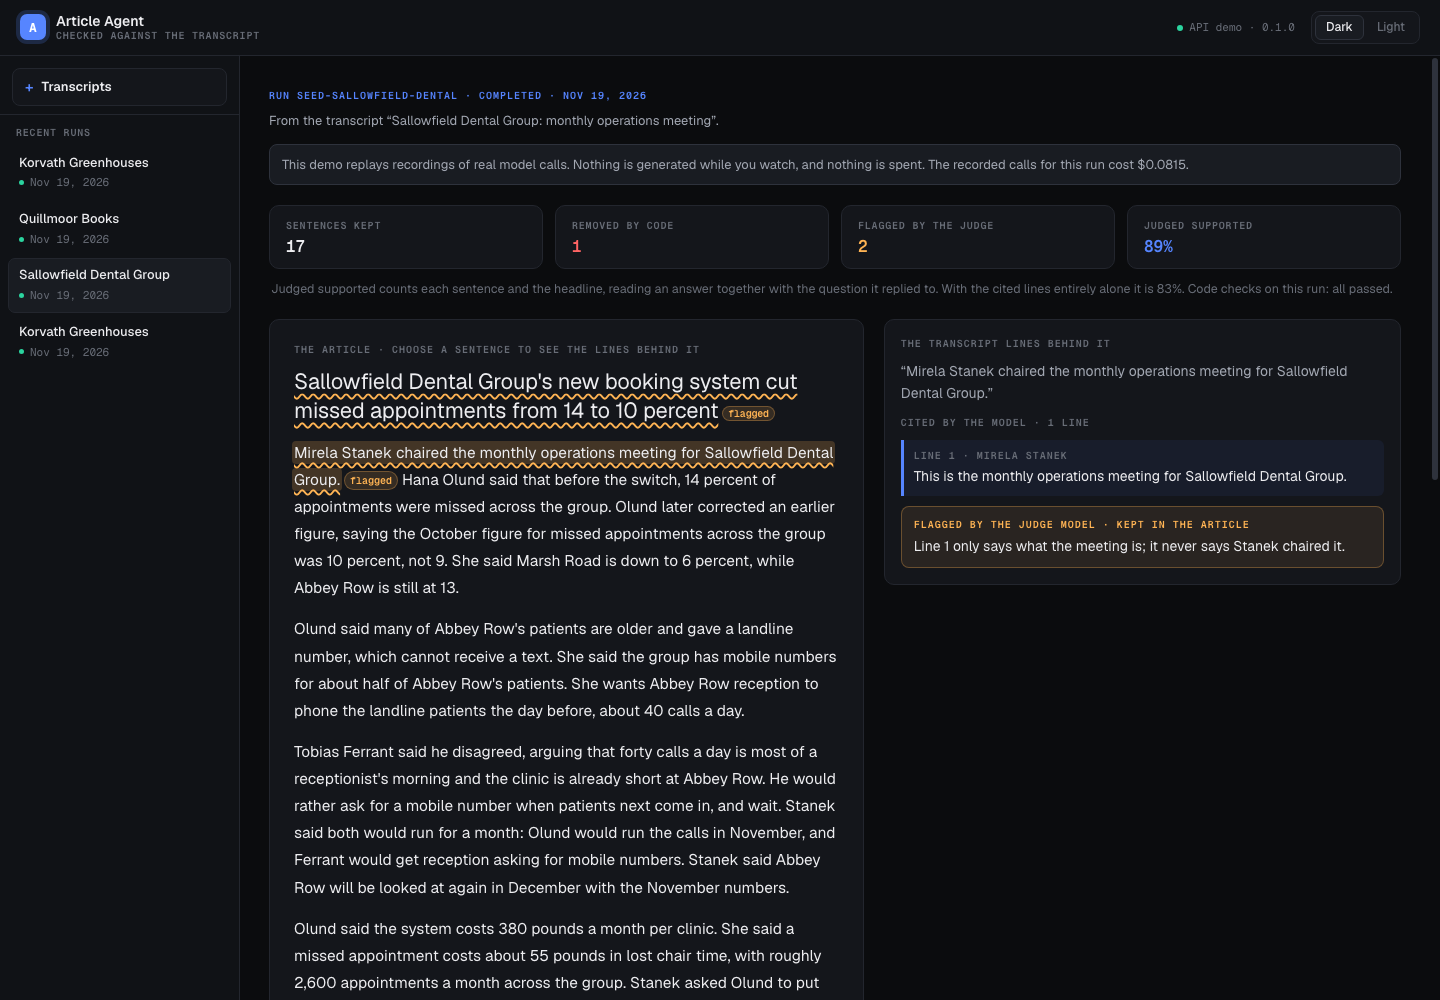 A
Article Agent
CHECKED AGAINST THE TRANSCRIPT
API demo · 0.1.0
Dark
Light
+ Transcripts
RECENT RUNS
Korvath Greenhouses
Nov 19, 2026
Quillmoor Books
Nov 19, 2026
Sallowfield Dental Group
Nov 19, 2026
Korvath Greenhouses
Nov 19, 2026
RUN SEED-SALLOWFIELD-DENTAL · COMPLETED · NOV 19, 2026
From the transcript “Sallowfield Dental Group: monthly operations meeting”.
This demo replays recordings of real model calls. Nothing is generated while you watch, and nothing is spent. The recorded calls for this run cost $0.0815.
SENTENCES KEPT
17
REMOVED BY CODE
1
FLAGGED BY THE JUDGE
2
JUDGED SUPPORTED
89%
Judged supported counts each sentence and the headline, reading an answer together with the question it replied to. With the cited lines entirely alone it is 83%. Code checks on this run: all passed.
THE ARTICLE · CHOOSE A SENTENCE TO SEE THE LINES BEHIND IT
Sallowfield Dental Group's new booking system cut
missed appointments from 14 to 10 percent flagged
Mirela Stanek chaired the monthly operations meeting for Sallowfield Dental
Group. flagged Hana Olund said that before the switch, 14 percent of
appointments were missed across the group. Olund later corrected an earlier
figure, saying the October figure for missed appointments across the group
was 10 percent, not 9. She said Marsh Road is down to 6 percent, while
Abbey Row is still at 13.
Olund said many of Abbey Row's patients are older and gave a landline
number, which cannot receive a text. She said the group has mobile numbers
for about half of Abbey Row's patients. She wants Abbey Row reception to
phone the landline patients the day before, about 40 calls a day.
Tobias Ferrant said he disagreed, arguing that forty calls a day is most of a
receptionist's morning and the clinic is already short at Abbey Row. He would
rather ask for a mobile number when patients next come in, and wait. Stanek
said both would run for a month: Olund would run the calls in November, and
Ferrant would get reception asking for mobile numbers. Stanek said Abbey
Row will be looked at again in December with the November numbers.
Olund said the system costs 380 pounds a month per clinic. She said a
missed appointment costs about 55 pounds in lost chair time, with roughly
2,600 appointments a month across the group. Stanek asked Olund to put
THE TRANSCRIPT LINES BEHIND IT
“Mirela Stanek chaired the monthly operations meeting for Sallowfield
Dental Group.”
CITED BY THE MODEL · 1 LINE
LINE 1 · MIRELA STANEK
This is the monthly operations meeting for Sallowfield Dental Group.
FLAGGED BY THE JUDGE MODEL · KEPT IN THE ARTICLE
Line 1 only says what the meeting is; it never says Stanek chaired it.